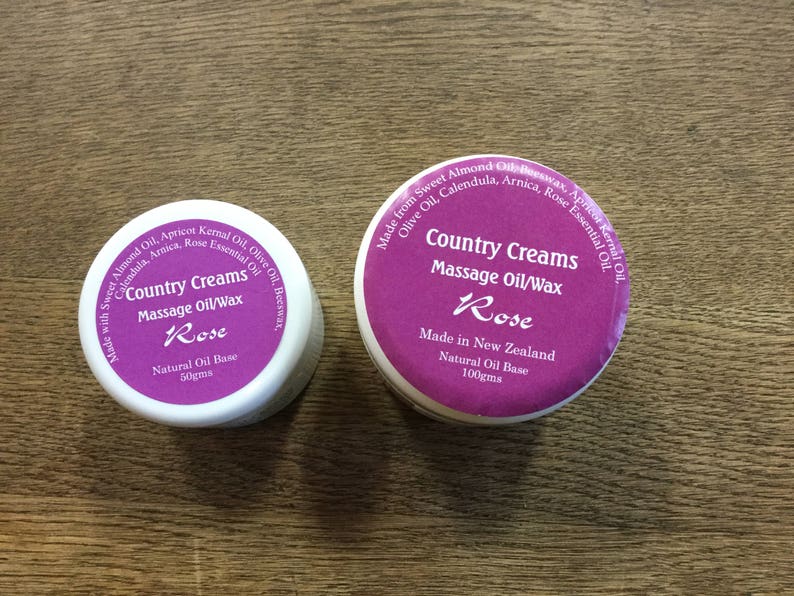 Made with Sweet Almond Oil, Apricot Kernal Oil, Olive Oil, Beeswax,
Calendula, Arnica, Rose Essential Oil
Country Creams
Massage Oil/Wax
Rose
Natural Oil Base
50gms
Made from Sweet Almond Oil, Beeswax, Apricot Kernal Oil,
Olive Oil, Calendula, Arnica, Rose Essential Oil.
Country Creams
Massage Oil/Wax
Rose
Made in New Zealand
Natural Oil Base
100gms